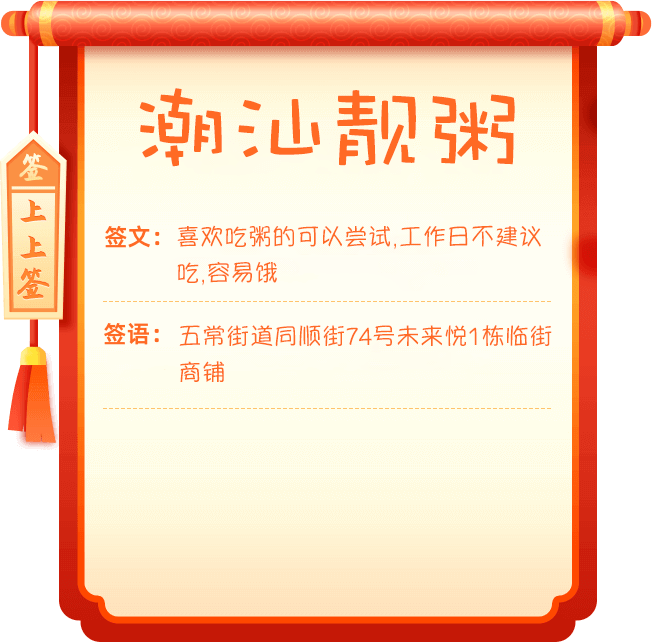 潮汕靓粥
签
上
上
签
签文：喜欢吃粥的可以尝试,工作日不建议
吃,容易饿
签语：五常街道同顺街74号未来悦1栋临街
商铺